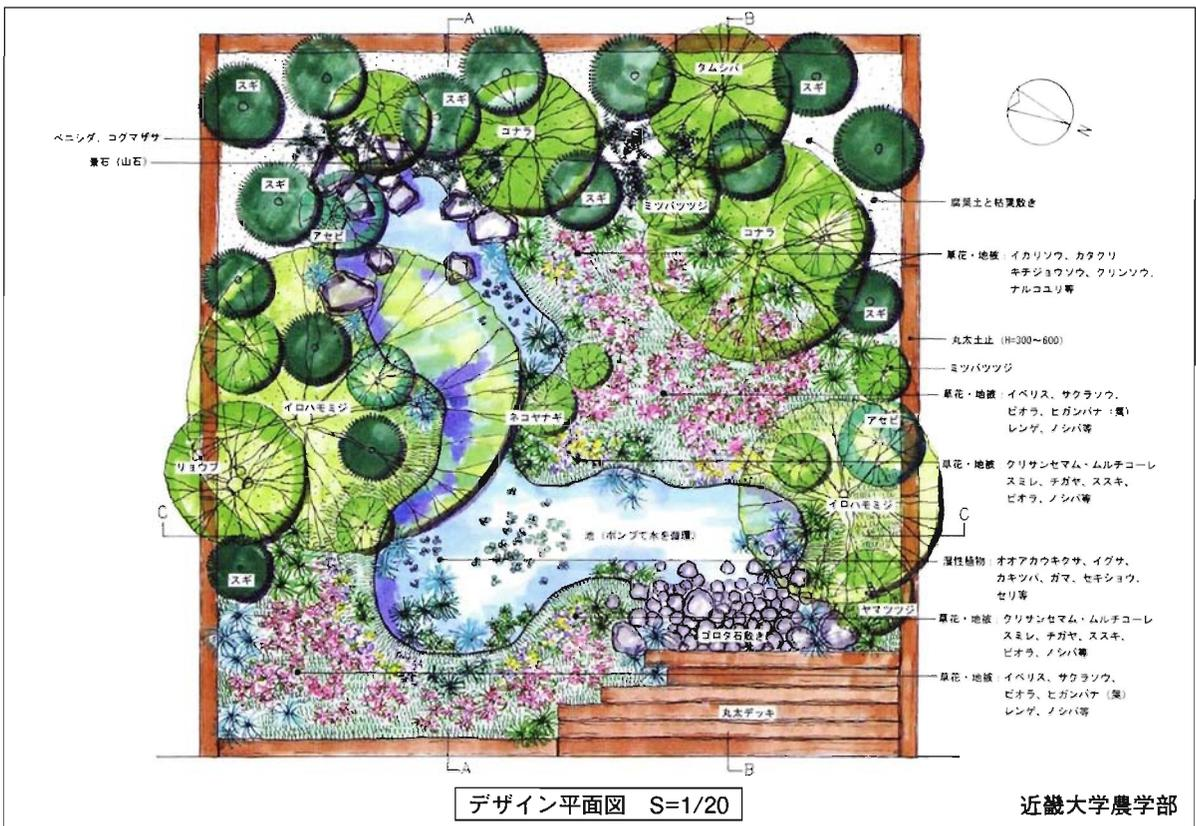 A
B
スギ
スギ
タムシバ
スギ
コナラ
ベニシダ、コグマザサ
景石(山石)
N
スギ
スギ
ミツバツツジ
コナラ
アセビ
腐葉土と枯葉敷き
草花・地被:イカリソウ、カタクリ
キチジョウソウ、クリンソウ、
ナルコユリ等
スギ
丸太土止 (H=300~600)
ミツバツツジ
草花・地被:イベリス、サクラソウ、
ビオラ、ヒガンバナ(葉)
レンゲ、ノシバ等
イロハモミジ
ネコヤナギ
アセビ
リョウブ
草花・地被:クリサンセマム・ムルチコーレ
スミレ、チガヤ、ススキ、
ビオラ、ノシバ等
イロハモミジ
C
C
池(ポンプで水を循環)
スギ
湿性植物:オオアカウキクサ、イグサ、
カキツバ、ガマ、セキショウ、
セリ等
ヤマツツジ
草花・地被:クリサンセマム・ムルチコーレ
スミレ、チガヤ、ススキ、
ビオラ、ノシバ等
ゴロタ石敷き
草花・地被:イベリス、サクラソウ、
ビオラ、ヒガンバナ(葉)
レンゲ、ノシバ等
丸太デッキ
A
B
デザイン平面図 S=1/20
近畿大学農学部